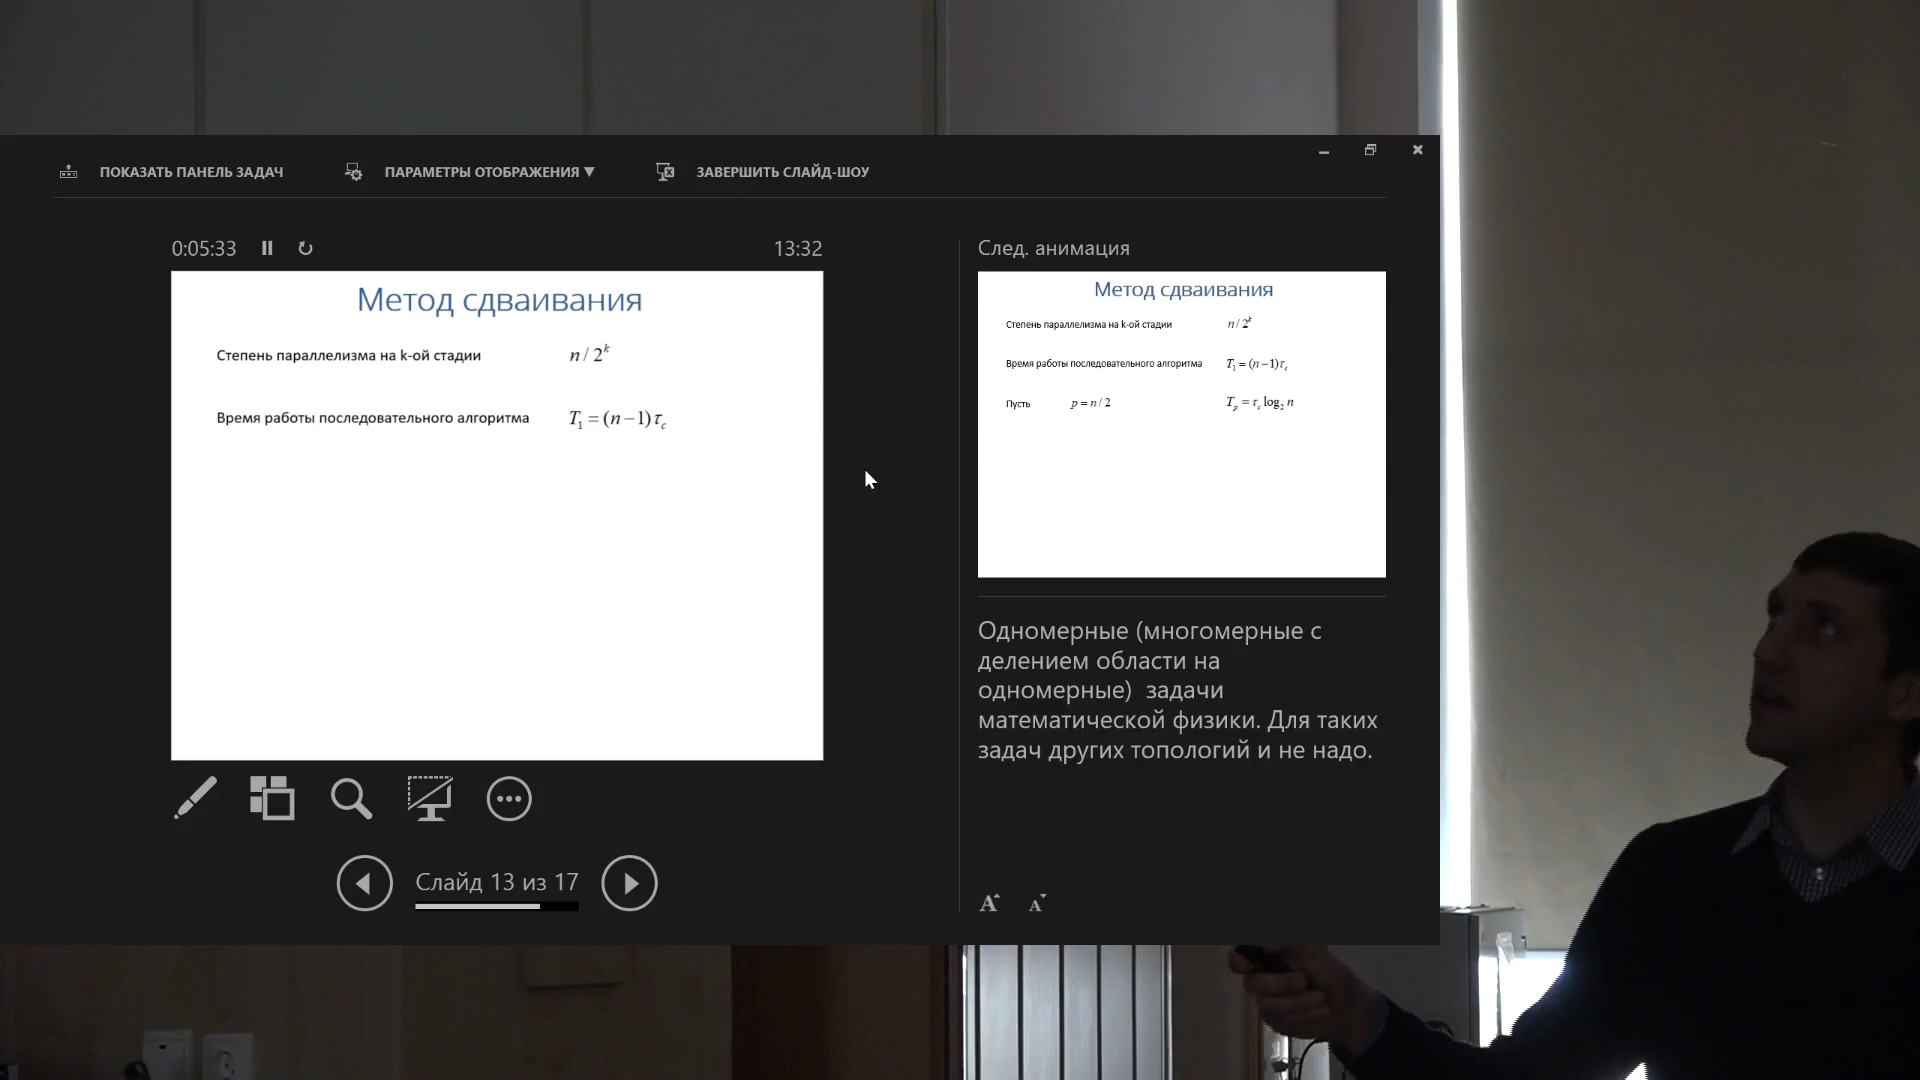 ПОКАЗАТЬ ПАНЕЛЬ ЗАДАЧ
ПАРАМЕТРЫ ОТОБРАЖЕНИЯ ▼
ЗАВЕРШИТЬ СЛАЙД-ШОУ
0:05:33
13:32
Метод сдваивания
Степень параллелизма на k-ой стадии n / 2^k
Время работы последовательного алгоритма T_1 = (n − 1) τ_c
Слайд 13 из 17
След. анимация
Метод сдваивания
Степень параллелизма на k-ой стадии n / 2^k
Время работы последовательного алгоритма T_1 = (n − 1) τ_c
Пусть p = n / 2 T_p = τ_c log_2 n
Одномерные (многомерные с
делением области на
одномерные) задачи
математической физики. Для таких
задач других топологий и не надо.
A A